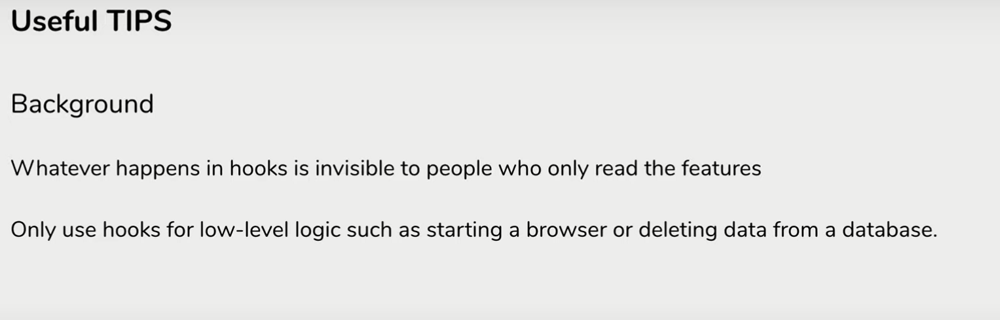 Useful TIPS
Background
Whatever happens in hooks is invisible to people who only read the features
Only use hooks for low-level logic such as starting a browser or deleting data from a database.